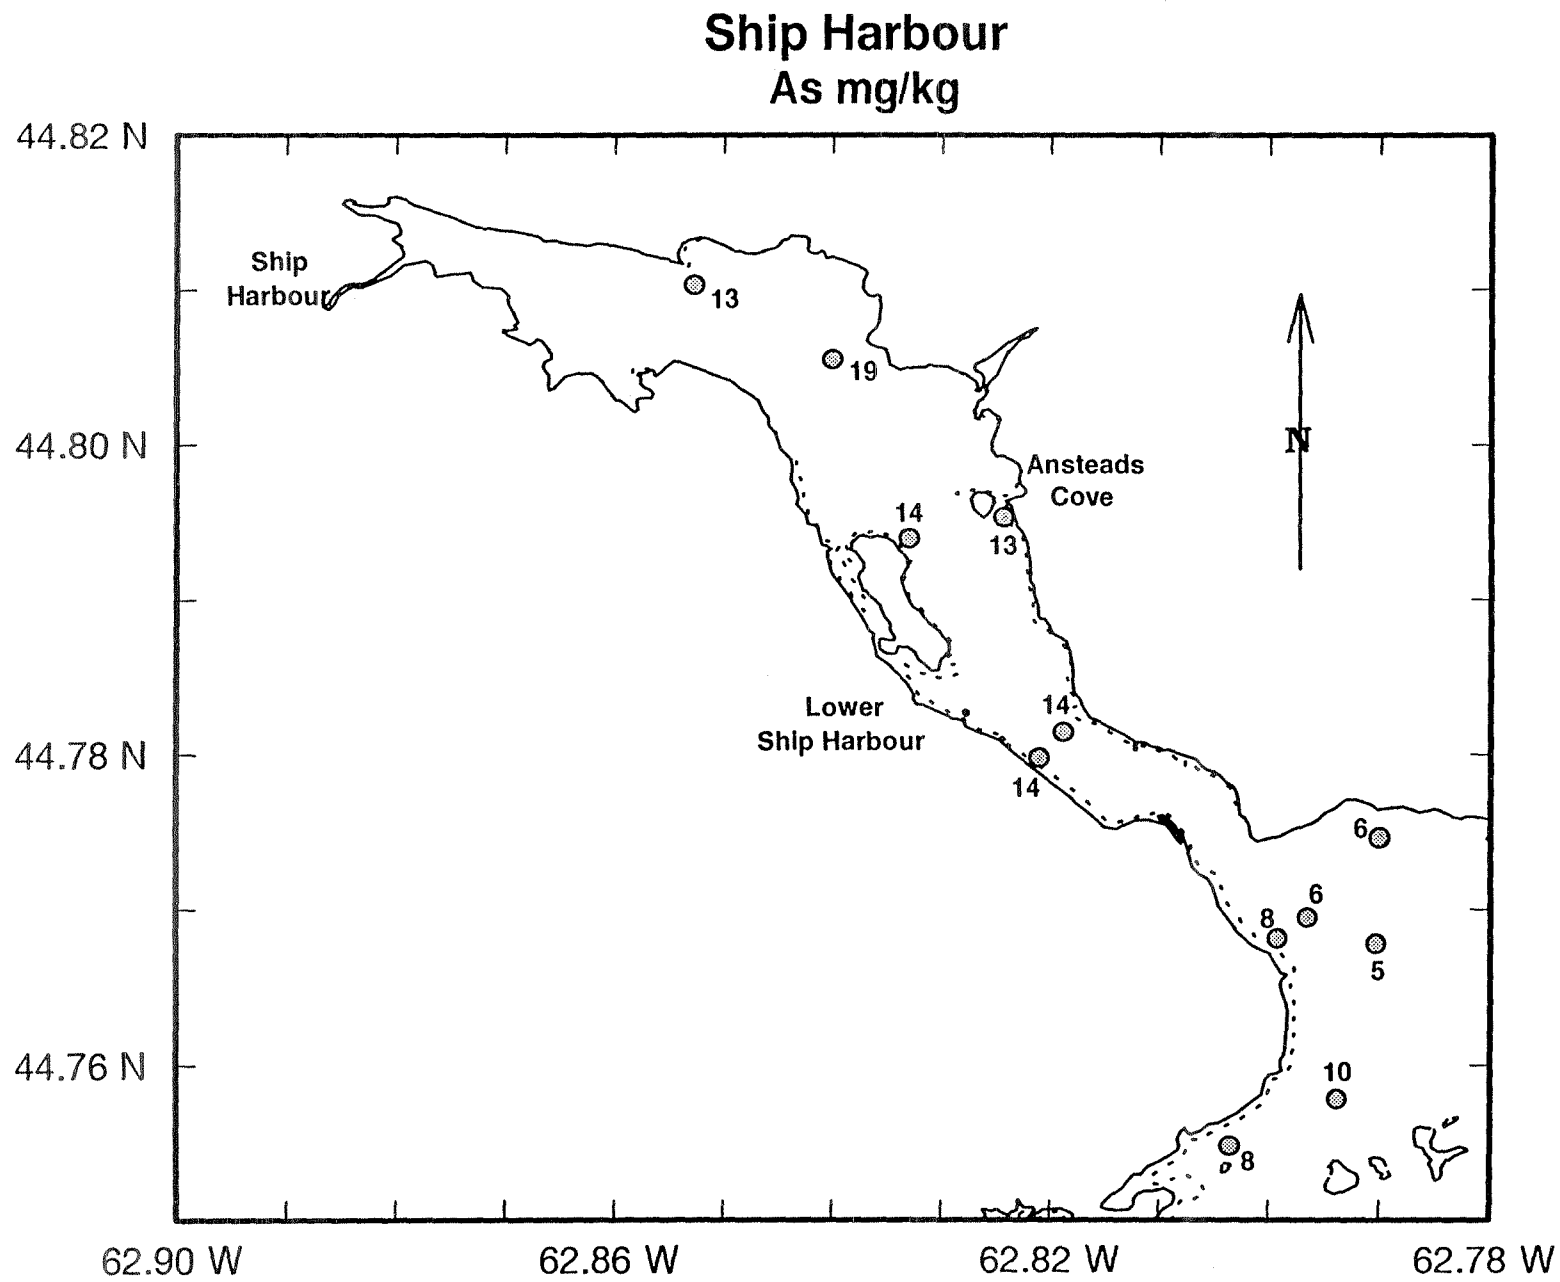 Ship Harbour
As mg/kg
44.82 N
Ship
Harbour
13
19
44.80 N
N
Ansteads
Cove
14
13
Lower
Ship Harbour
14
44.78 N
14
6
6
8
5
44.76 N
10
8
62.90 W
62.86 W
62.82 W
62.78 W